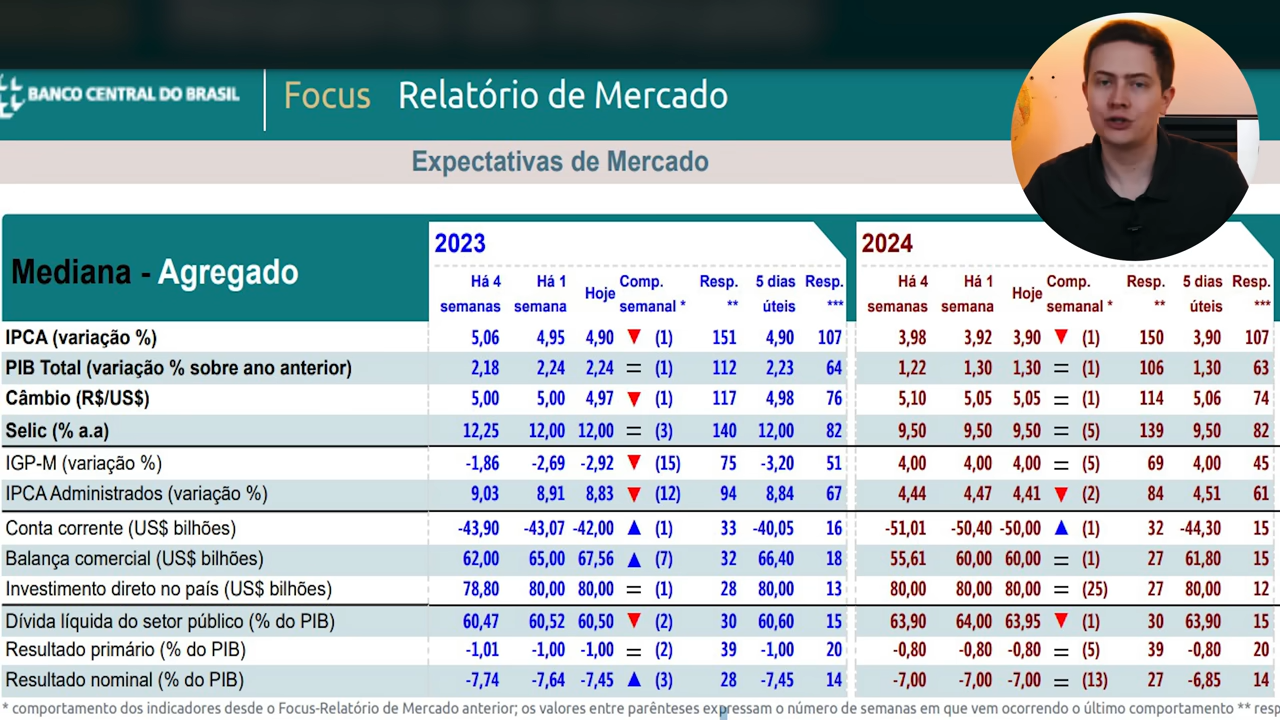 BANCO CENTRAL DO BRASIL Focus Relatório de Mercado
Expectativas de Mercado
Mediana - Agregado
2023 2024
Há 4 semanas Há 1 semana Hoje Comp. semanal * Resp. ** 5 dias úteis Resp. *** Há 4 semanas Há 1 semana Hoje Comp. semanal * Resp. ** 5 dias úteis Resp. ***
IPCA (variação %) 5,06 4,95 4,90 ▼ (1) 151 4,90 107 3,98 3,92 3,90 ▼ (1) 150 3,90 107
PIB Total (variação % sobre ano anterior) 2,18 2,24 2,24 = (1) 112 2,23 64 1,22 1,30 1,30 = (1) 106 1,30 63
Câmbio (R$/US$) 5,00 5,00 4,97 ▼ (1) 117 4,98 76 5,10 5,05 5,05 = (1) 114 5,06 74
Selic (% a.a) 12,25 12,00 12,00 = (3) 140 12,00 82 9,50 9,50 9,50 = (5) 139 9,50 82
IGP-M (variação %) -1,86 -2,69 -2,92 ▼ (15) 75 -3,20 51 4,00 4,00 4,00 = (5) 69 4,00 45
IPCA Administrados (variação %) 9,03 8,91 8,83 ▼ (12) 94 8,84 67 4,44 4,47 4,41 ▼ (2) 84 4,51 61
Conta corrente (US$ bilhões) -43,90 -43,07 -42,00 ▲ (1) 33 -40,05 16 -51,01 -50,40 -50,00 ▲ (1) 32 -44,30 15
Balança comercial (US$ bilhões) 62,00 65,00 67,56 ▲ (7) 32 66,40 18 55,61 60,00 60,00 = (1) 27 61,80 15
Investimento direto no país (US$ bilhões) 78,80 80,00 80,00 = (1) 28 80,00 13 80,00 80,00 80,00 = (25) 27 80,00 12
Dívida líquida do setor público (% do PIB) 60,47 60,52 60,50 ▼ (2) 30 60,60 15 63,90 64,00 63,95 ▼ (1) 30 63,90 15
Resultado primário (% do PIB) -1,01 -1,00 -1,00 = (2) 39 -1,00 20 -0,80 -0,80 -0,80 = (5) 39 -0,80 20
Resultado nominal (% do PIB) -7,74 -7,64 -7,45 ▲ (3) 28 -7,45 14 -7,00 -7,00 -7,00 = (13) 27 -6,85 14
* comportamento dos indicadores desde o Focus-Relatório de Mercado anterior; os valores entre parênteses expressam o número de semanas em que vem ocorrendo o último comportamento ** resp